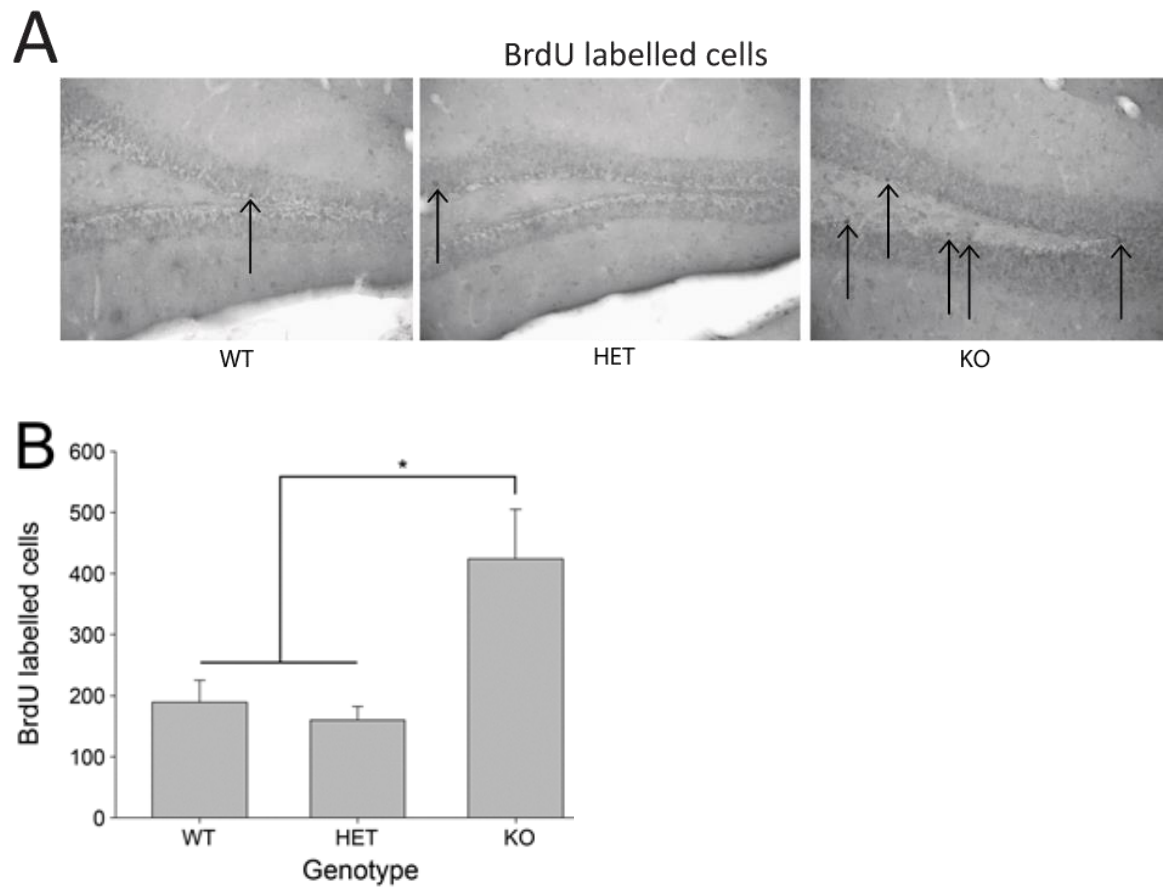 A
BrdU labelled cells
WT
HET
KO
B
600
500
400
300
200
100
0
BrdU labelled cells
*
WT
HET
KO
Genotype